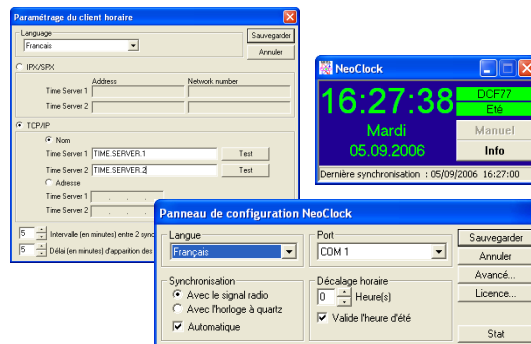 Paramétrage du client horaire
Language
Francais
Sauvegarder
Annuler
IPX/SPX
Address
Network number
Time Server 1
Time Server 2
TCP/IP
Nom
Time Server 1 TIME.SERVER.1 Test
Time Server 2 TIME.SERVER.2 Test
Adresse
Time Server 1
Time Server 2
5 Intervalle (en minutes) entre 2 sync
5 Délai (en minutes) d'apparition des
NeoClock
16:27:38
DCF77
Eté
Mardi
05.09.2006
Manuel
Info
Dernière synchronisation : 05/09/2006 16:27:00
Panneau de configuration NeoClock
Langue
Français
Port
COM 1
Sauvegarder
Annuler
Avancé...
Licence...
Stat
Synchronisation
Avec le signal radio
Avec l'horloge à quartz
Automatique
Décalage horaire
0 Heure(s)
Valide l'heure d'été